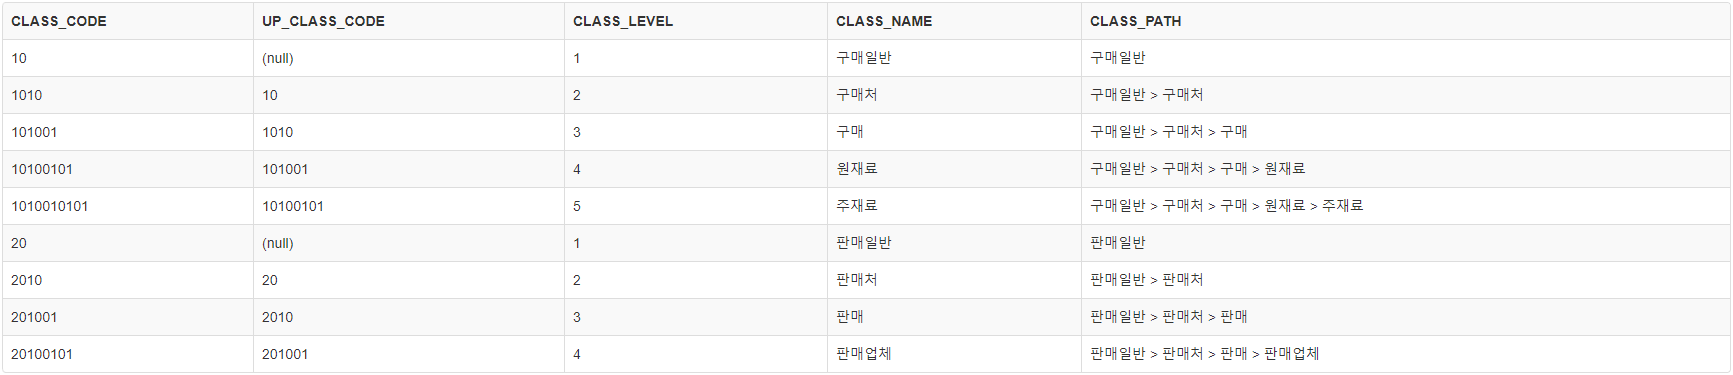 CLASS_CODE UP_CLASS_CODE CLASS_LEVEL CLASS_NAME CLASS_PATH
10 (null) 1 구매일반 구매일반
1010 10 2 구매처 구매일반 > 구매처
101001 1010 3 구매 구매일반 > 구매처 > 구매
10100101 101001 4 원재료 구매일반 > 구매처 > 구매 > 원재료
1010010101 10100101 5 주재료 구매일반 > 구매처 > 구매 > 원재료 > 주재료
20 (null) 1 판매일반 판매일반
2010 20 2 판매처 판매일반 > 판매처
201001 2010 3 판매 판매일반 > 판매처 > 판매
20100101 201001 4 판매업체 판매일반 > 판매처 > 판매 > 판매업체